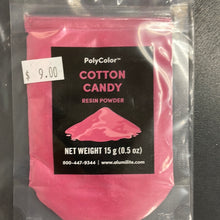 PolyColor™
COTTON
CANDY
RESIN POWDER
$ 9.00
NET WEIGHT 15 g (0.5 oz)
800-447-9344 | www.alumilite.com